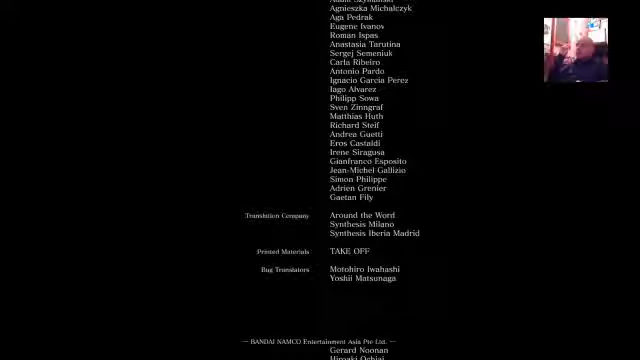 Agnieszka Michalczyk
Aga Pedrak
Eugene Ivanov
Roman Ispas
Anastasia Tarutina
Sergej Semeniuk
Carla Ribeiro
Antonio Pardo
Ignacio Garcia Perez
Iago Alvarez
Philipp Sowa
Sven Zinngraf
Matthias Huth
Richard Steif
Andrea Guetti
Eros Castaldi
Irene Siragusa
Gianfranco Esposito
Jean-Michel Gallizio
Simon Philippe
Adrien Grenier
Gaetan Fily
Translation Company Around the Word
Synthesis Milano
Synthesis Iberia Madrid
Printed Materials TAKE OFF
Bug Translators Motohiro Iwahashi
Yoshii Matsunaga
— BANDAI NAMCO Entertainment Asia Pte Ltd. —
Gerard Noonan